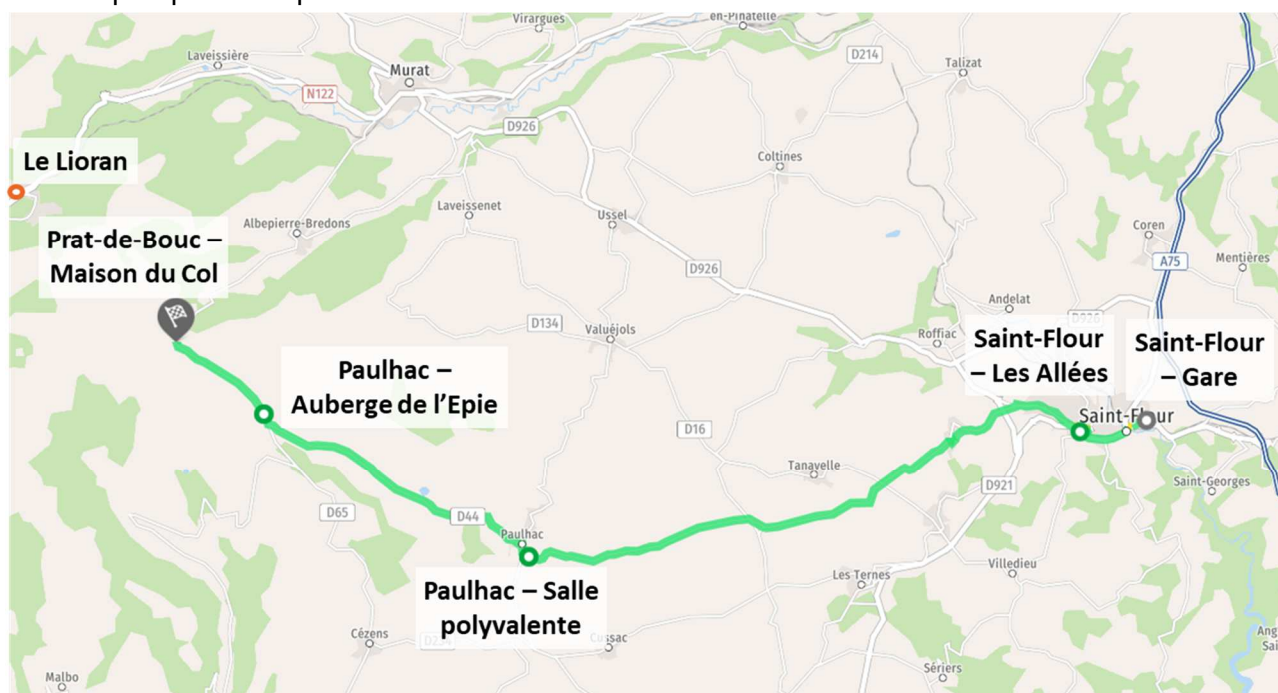 Virargues
en-Pinatelle
Laveissière
D214
Talizat
Murat
N122
D926
Coltines
Le Lioran
Laveissenet
Ussel
Albepierre-Bredons
Prat-de-Bouc –
Maison du Col
Coren
A75
Mentières
D926
Andelat
D926
D134
Valuéjols
Roffiac
Saint-Flour
– Les Allées
Saint-Flour
– Gare
Paulhac –
Auberge de l'Epie
Saint-Flour
D16
Tanavelle
D921
Saint-Georges
D65
D44
Paulhac
Villedieu
Les Ternes
Paulhac – Salle
polyvalente
Cézens
Cussac
Sériers
Malbo